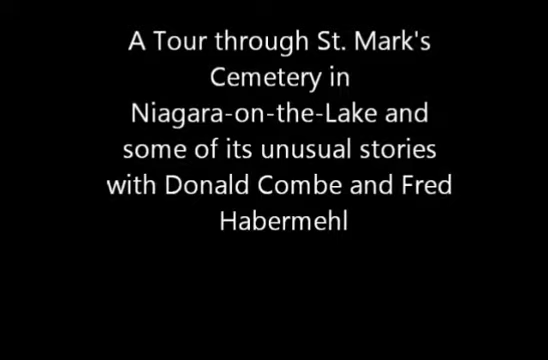 A Tour through St. Mark's
Cemetery in
Niagara-on-the-Lake and
some of its unusual stories
with Donald Combe and Fred
Habermehl